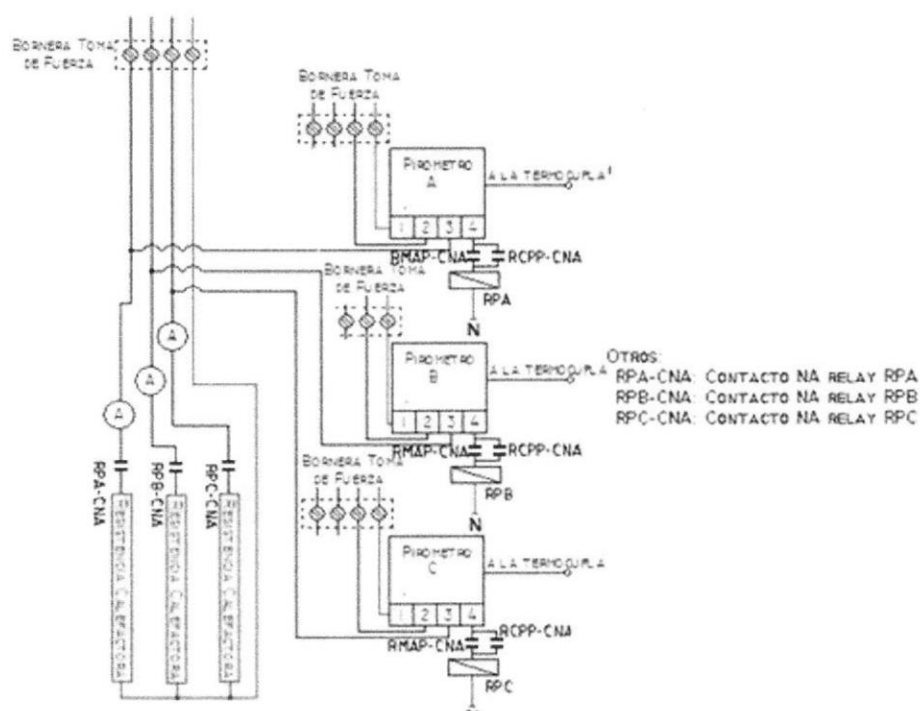 BORNERA TOMA
DE FUERZA
BORNERA TOMA
DE FUERZA
PIROMETRO
A
A LA TERMOCUPLA
1 2 3 4
BMAP-CNA
RCPP-CNA
RPA
N
BORNERA TOMA
DE FUERZA
PIROMETRO
B
A LA TERMOCUPLA
1 2 3 4
RMAP-CNA
RCPP-CNA
RPB
N
BORNERA TOMA
DE FUERZA
PIROMETRO
C
A LA TERMOCUPLA
1 2 3 4
RMAP-CNA
RCPP-CNA
RPC
A
A
A
RPA-CNA
RPB-CNA
RPC-CNA
RESISTENCIA CALEFACTORA
RESISTENCIA CALEFACTORA
RESISTENCIA CALEFACTORA
OTROS:
RPA-CNA: CONTACTO NA RELAY RPA
RPB-CNA: CONTACTO NA RELAY RPB
RPC-CNA: CONTACTO NA RELAY RPC